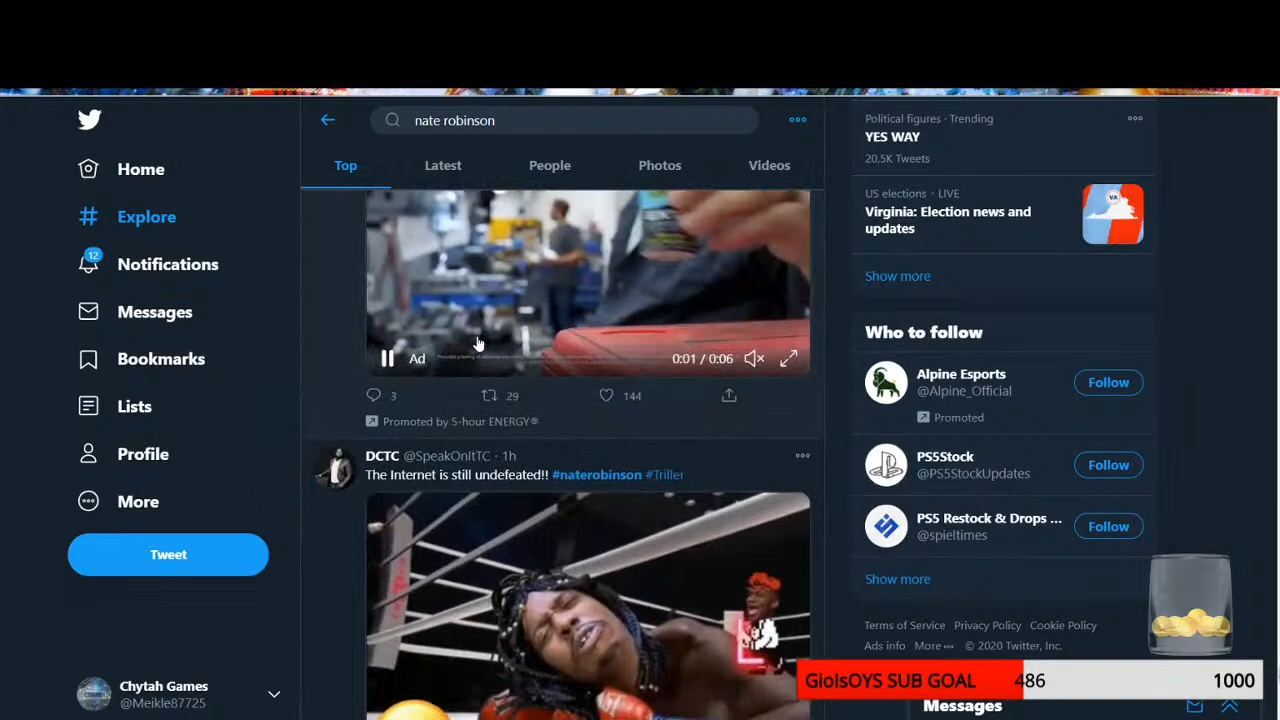 nate robinson
Top
Latest
People
Photos
Videos
Home
Explore
12
Notifications
Messages
Bookmarks
Lists
Profile
More
Tweet
Chytah Games
@Meikle87725
Ad
0:01 / 0:06
3
29
144
Promoted by 5-hour ENERGY®
DCTC @SpeakOnItTC · 1h
The Internet is still undefeated!! #naterobinson #Triller
L
Political figures · Trending
YES WAY
20.5K Tweets
US elections · LIVE
Virginia: Election news and
updates
VA
Show more
Who to follow
Alpine Esports
@Alpine_Official
Follow
Promoted
PS5Stock
@PS5StockUpdates
Follow
PS5 Restock & Drops ...
@spieltimes
Follow
Show more
Terms of Service Privacy Policy Cookie Policy
Ads info More ••• © 2020 Twitter, Inc.
GioIsOYS SUB GOAL 486 1000
Messages